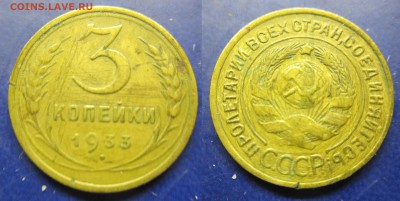 COINS.LAVE.RU
3
КОПЕЙКИ
1933
ПРОЛЕТАРИИ ВСЕХ СТРАН, СОЕДИНЯЙТЕСЬ!
СССР